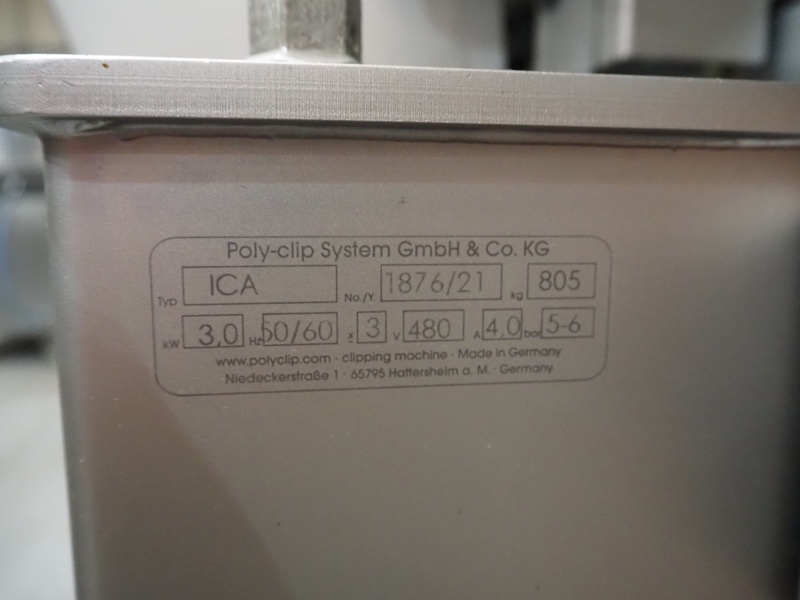 Poly-clip System GmbH & Co. KG
Typ ICA No./Y. 1876/21 kg 805
kW 3,0 Hz 50/60 x 3 V 480 A 4,0 bar 5-6
www.polyclip.com · clipping machine · Made in Germany
Niedeckerstraße 1 · 65795 Hattersheim a. M. · Germany